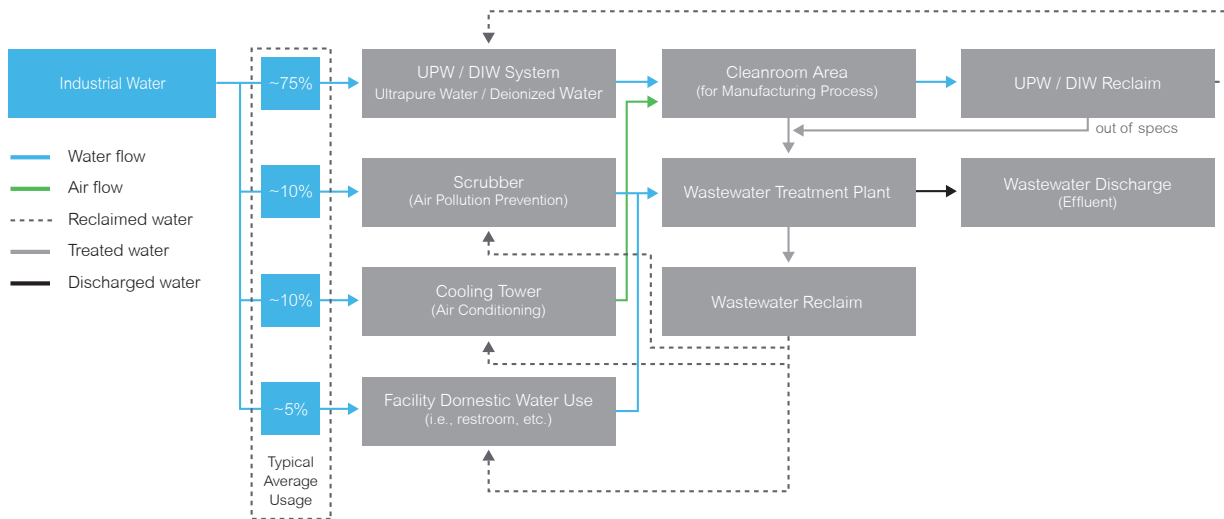 Industrial Water
~75%
UPW / DIW System
Ultrapure Water / Deionized Water
Cleanroom Area
(for Manufacturing Process)
UPW / DIW Reclaim
out of specs
Water flow
Air flow
Reclaimed water
Treated water
Discharged water
~10%
Scrubber
(Air Pollution Prevention)
Wastewater Treatment Plant
Wastewater Discharge
(Effluent)
~10%
Cooling Tower
(Air Conditioning)
Wastewater Reclaim
~5%
Facility Domestic Water Use
(i.e., restroom, etc.)
Typical
Average
Usage